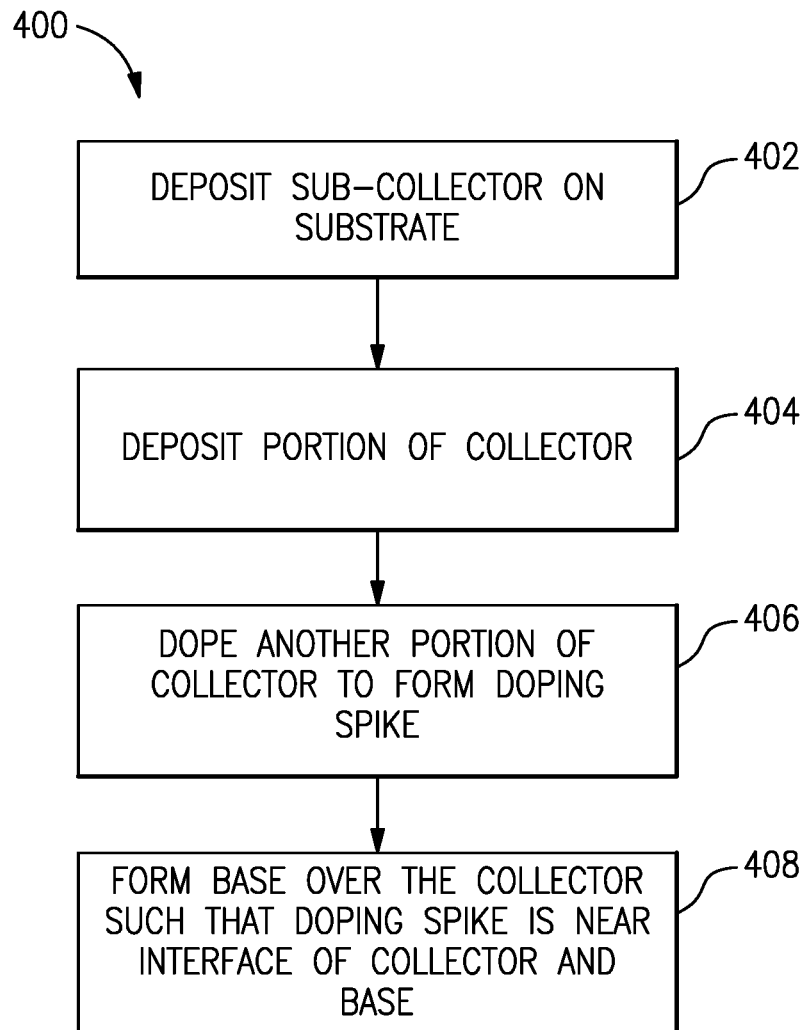 400
402
DEPOSIT SUB-COLLECTOR ON
SUBSTRATE
404
DEPOSIT PORTION OF COLLECTOR
406
DOPE ANOTHER PORTION OF
COLLECTOR TO FORM DOPING
SPIKE
408
FORM BASE OVER THE COLLECTOR
SUCH THAT DOPING SPIKE IS NEAR
INTERFACE OF COLLECTOR AND
BASE